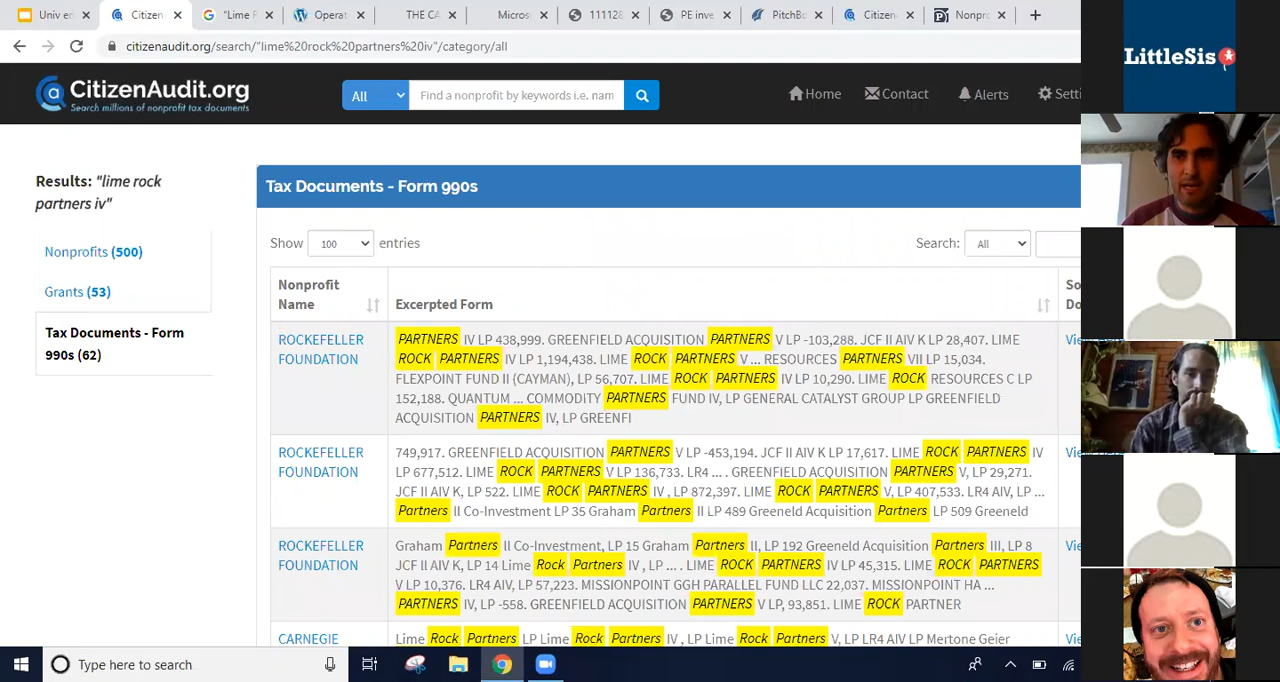 Univ en
Citizen
"Lime F
Operat
THE CA
Micros
111128
PE inve
PitchBo
Citizen
Nonpro
citizenaudit.org/search/"lime%20rock%20partners%20iv"/category/all
CitizenAudit.org
Search millions of nonprofit tax documents
All
Find a nonprofit by keywords i.e. nam
Home
Contact
Alerts
Setti
Results: "lime rock
partners iv"
Nonprofits (500)
Grants (53)
Tax Documents - Form
990s (62)
Tax Documents - Form 990s
Show 100 entries
Search: All
Nonprofit
Name
Excerpted Form
So
Do
ROCKEFELLER
FOUNDATION
PARTNERS IV LP 438,999. GREENFIELD ACQUISITION PARTNERS V LP -103,288. JCF II AIV K LP 28,407. LIME
ROCK PARTNERS IV LP 1,194,438. LIME ROCK PARTNERS V ... RESOURCES PARTNERS VII LP 15,034.
FLEXPOINT FUND II (CAYMAN), LP 56,707. LIME ROCK PARTNERS IV LP 10,290. LIME ROCK RESOURCES C LP
152,188. QUANTUM ... COMMODITY PARTNERS FUND IV, LP GENERAL CATALYST GROUP LP GREENFIELD
ACQUISITION PARTNERS IV, LP GREENFI
Vi
ROCKEFELLER
FOUNDATION
749,917. GREENFIELD ACQUISITION PARTNERS V LP -453,194. JCF II AIV K LP 17,617. LIME ROCK PARTNERS IV
LP 677,512. LIME ROCK PARTNERS V LP 136,733. LR4 ... . GREENFIELD ACQUISITION PARTNERS V, LP 29,271.
JCF II AIV K, LP 522. LIME ROCK PARTNERS IV , LP 872,397. LIME ROCK PARTNERS V, LP 407,533. LR4 AIV, LP ...
Partners II Co-Investment LP 35 Graham Partners II LP 489 Greeneld Acquisition Partners LP 509 Greeneld
ROCKEFELLER
FOUNDATION
Graham Partners II Co-Investment, LP 15 Graham Partners II, LP 192 Greeneld Acquisition Partners III, LP 8
JCF II AIV K, LP 14 Lime Rock Partners IV , LP ... . LIME ROCK PARTNERS IV LP 45,315. LIME ROCK PARTNERS
V LP 10,376. LR4 AIV, LP 57,223. MISSIONPOINT GGH PARALLEL FUND LLC 22,037. MISSIONPOINT HA ...
PARTNERS IV, LP -558. GREENFIELD ACQUISITION PARTNERS V LP, 93,851. LIME ROCK PARTNER
Vi
CARNEGIE
Lime Rock Partners LP Lime Rock Partners IV , LP Lime Rock Partners V, LP LR4 AIV LP Mertone Geier
LittleSis
Type here to search